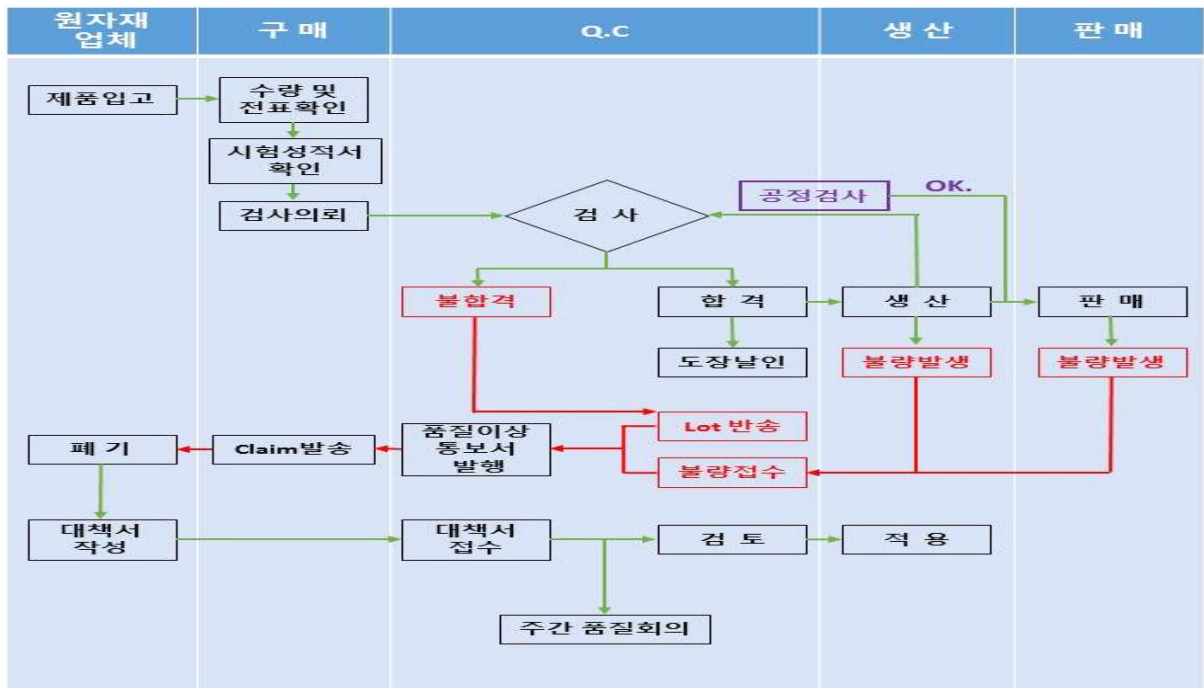 원자재
업체
구 매
Q.C
생 산
판 매
제품입고
수량 및
전표확인
시험성적서
확인
검사의뢰
검 사
공정검사
OK.
불합격
합 격
생 산
판 매
도장날인
불량발생
불량발생
Lot 반송
폐 기
Claim발송
품질이상
통보서
발행
불량접수
대책서
작성
대책서
접수
검 토
적 용
주간 품질회의